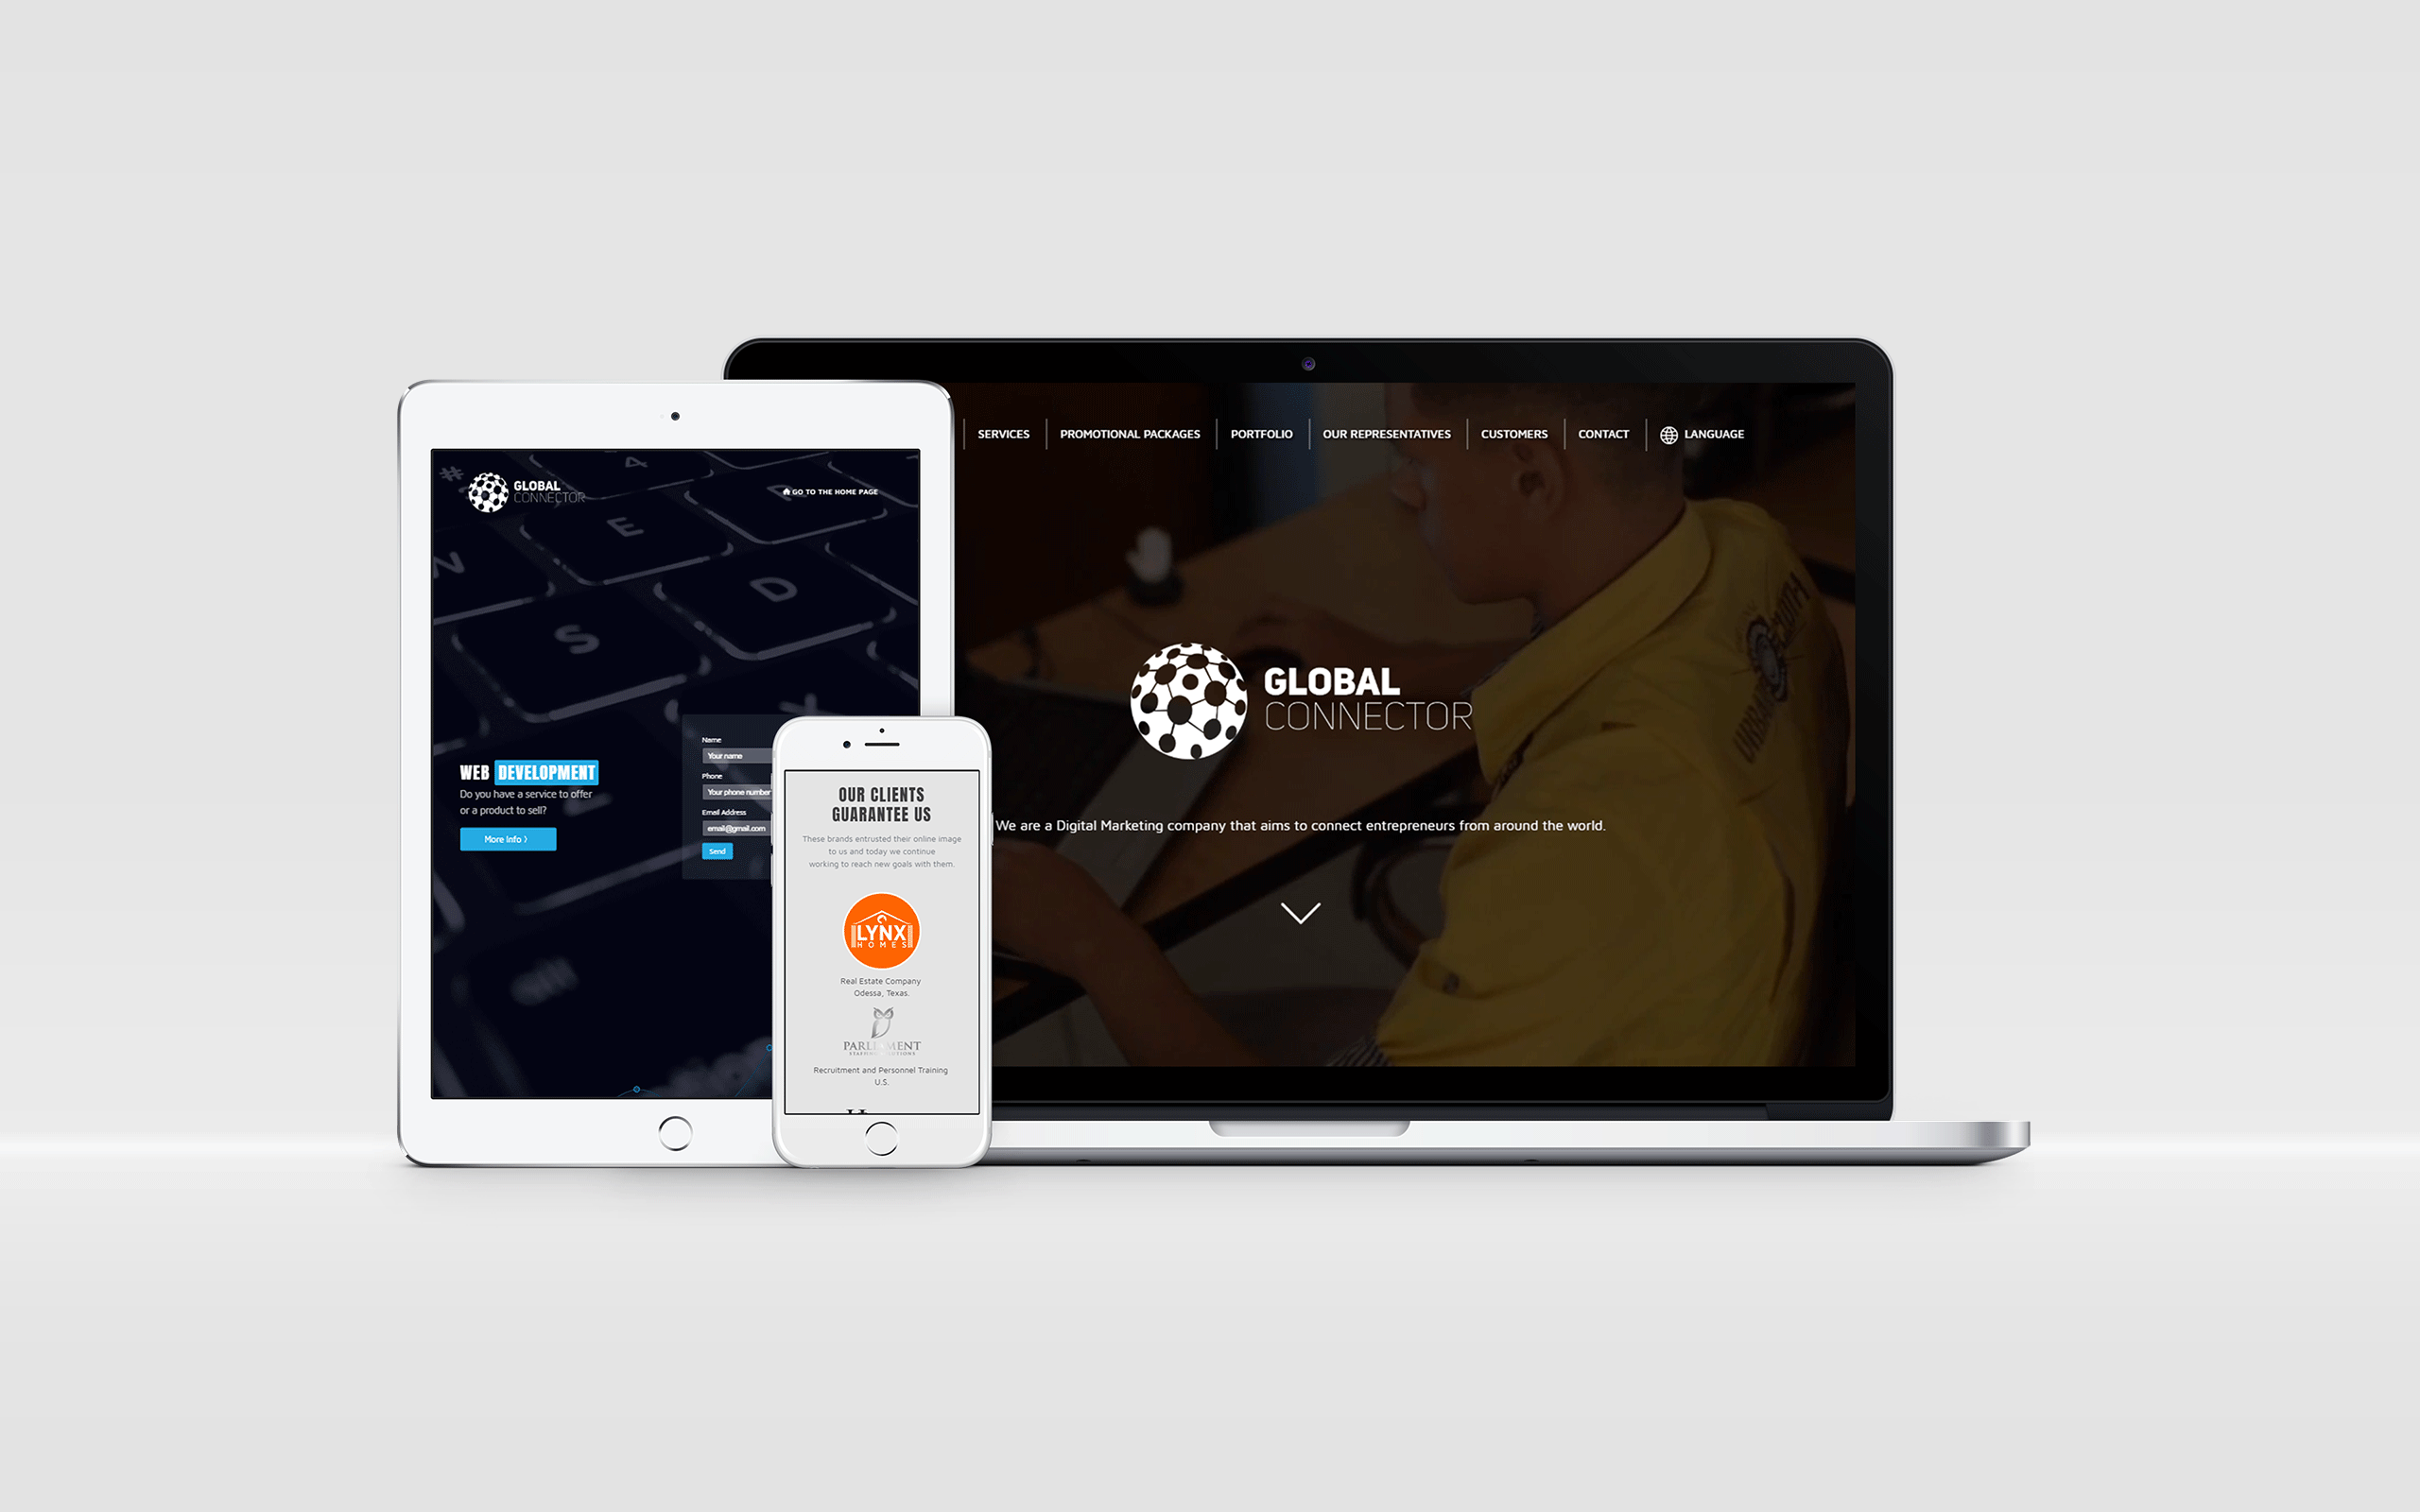 SERVICES
PROMOTIONAL PACKAGES
PORTFOLIO
OUR REPRESENTATIVES
CUSTOMERS
CONTACT
LANGUAGE
GLOBAL
CONNECTOR
We are a Digital Marketing company that aims to connect entrepreneurs from around the world.
GLOBAL
CONNECTOR
GO TO THE HOME PAGE
# 4
N E
S D
WEB DEVELOPMENT
Do you have a service to offer
or a product to sell?
More Info ⟩
Name
Your name
Phone
Your phone number
Email Address
email@gmail.com
Send
OUR CLIENTS
GUARANTEE US
These brands entrusted their online image
to us and today we continue
working to reach new goals with them.
LYNX
HOMES
Real Estate Company
Odessa, Texas.
Recruitment and Personnel Training
U.S.